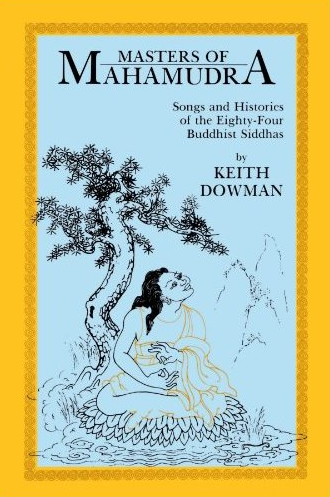 MASTERS OF
MAHAMUDRA
Songs and Histories
of the Eighty-Four
Buddhist Siddhas
by
KEITH
DOWMAN